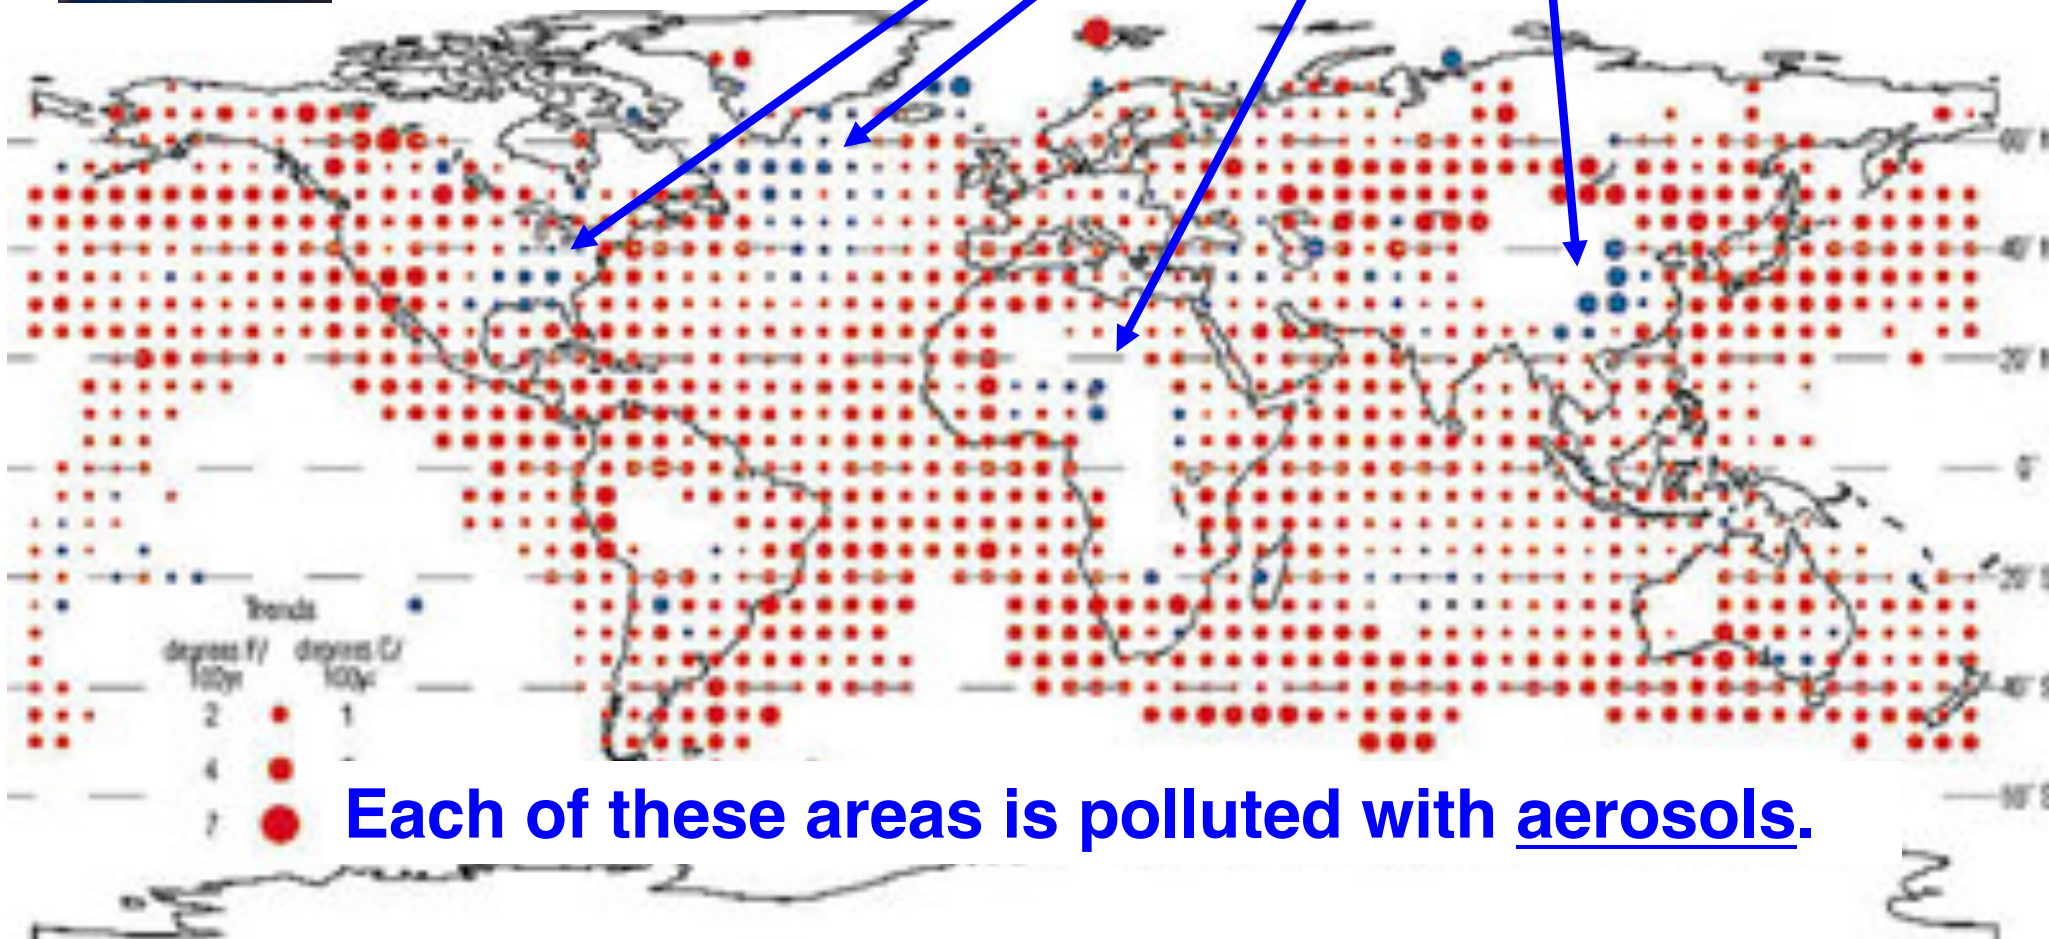 60° N
40° N
20° N
0°
20° S
Trends
degrees F/ degrees C/
100yr 100yr
40° S
2 1
4
7
Each of these areas is polluted with aerosols.
60° S